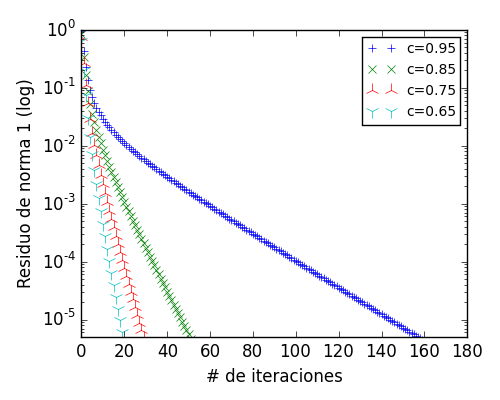 Residuo de norma 1 (log)
10^0
10^-1
10^-2
10^-3
10^-4
10^-5
c=0.95
c=0.85
c=0.75
c=0.65
0 20 40 60 80 100 120 140 160 180
# de iteraciones